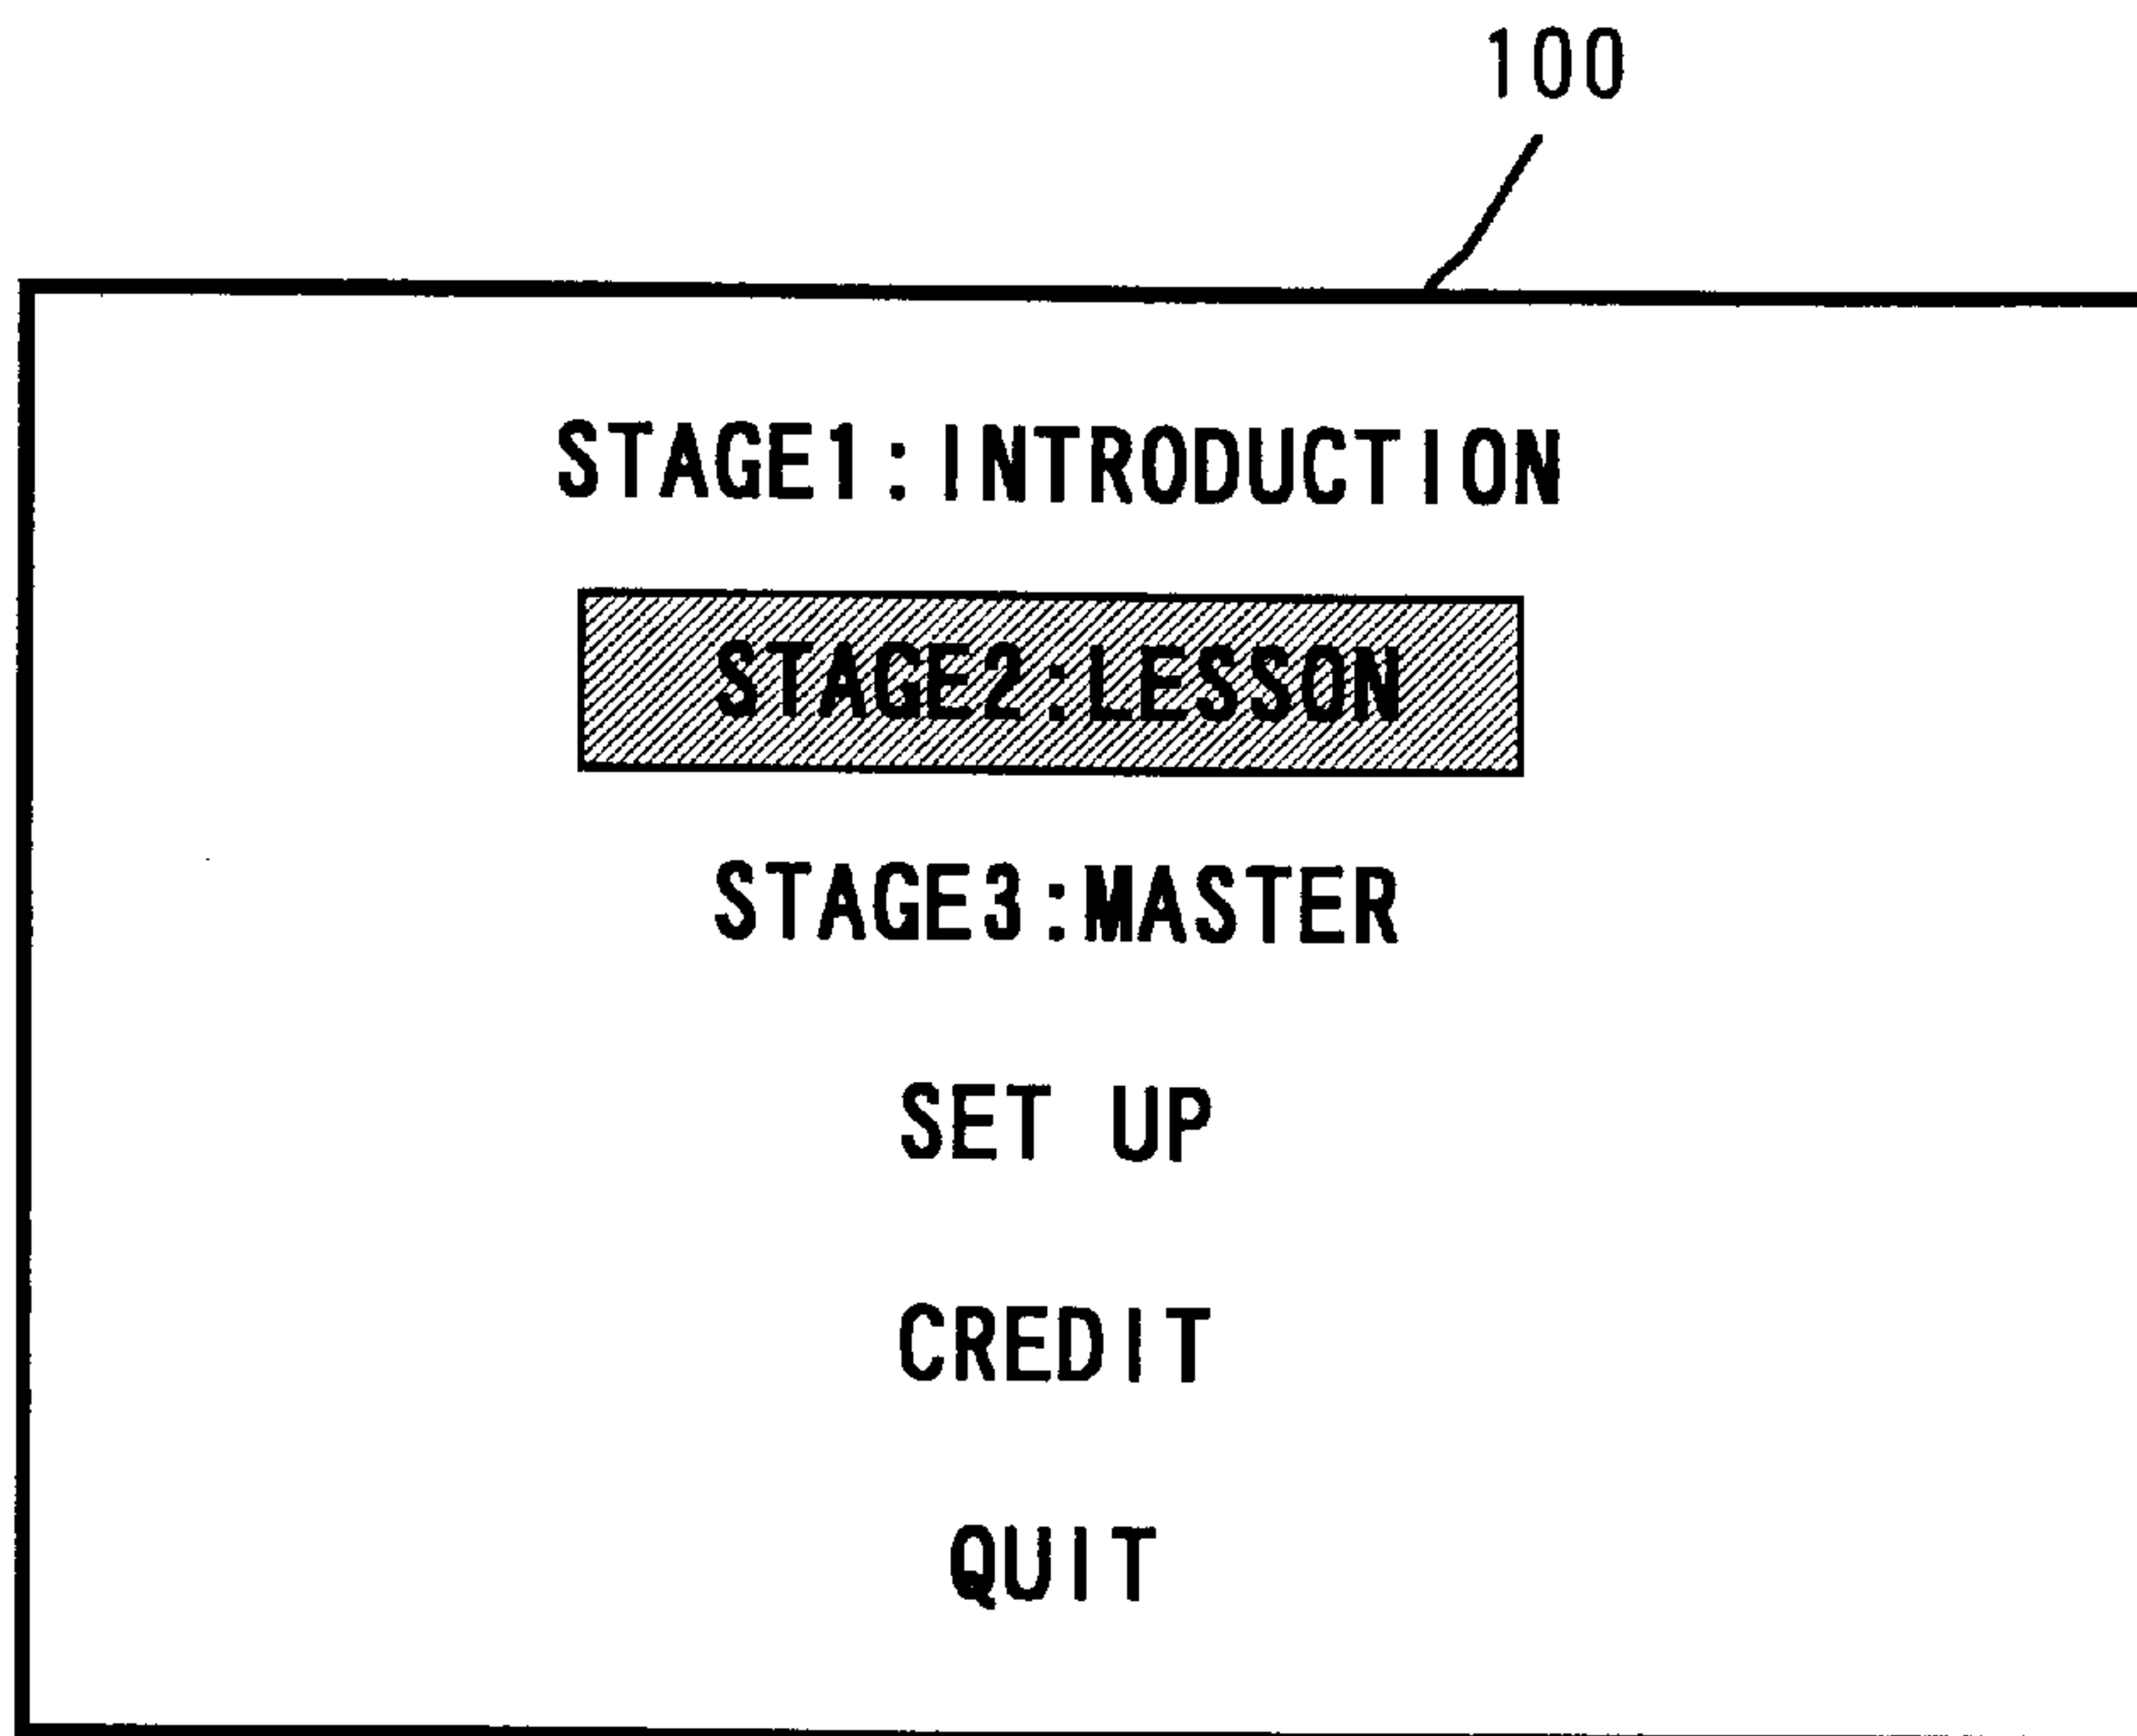 100
STAGE1:INTRODUCTION
STAGE2:LESSON
STAGE3:MASTER
SET UP
CREDIT
QUIT